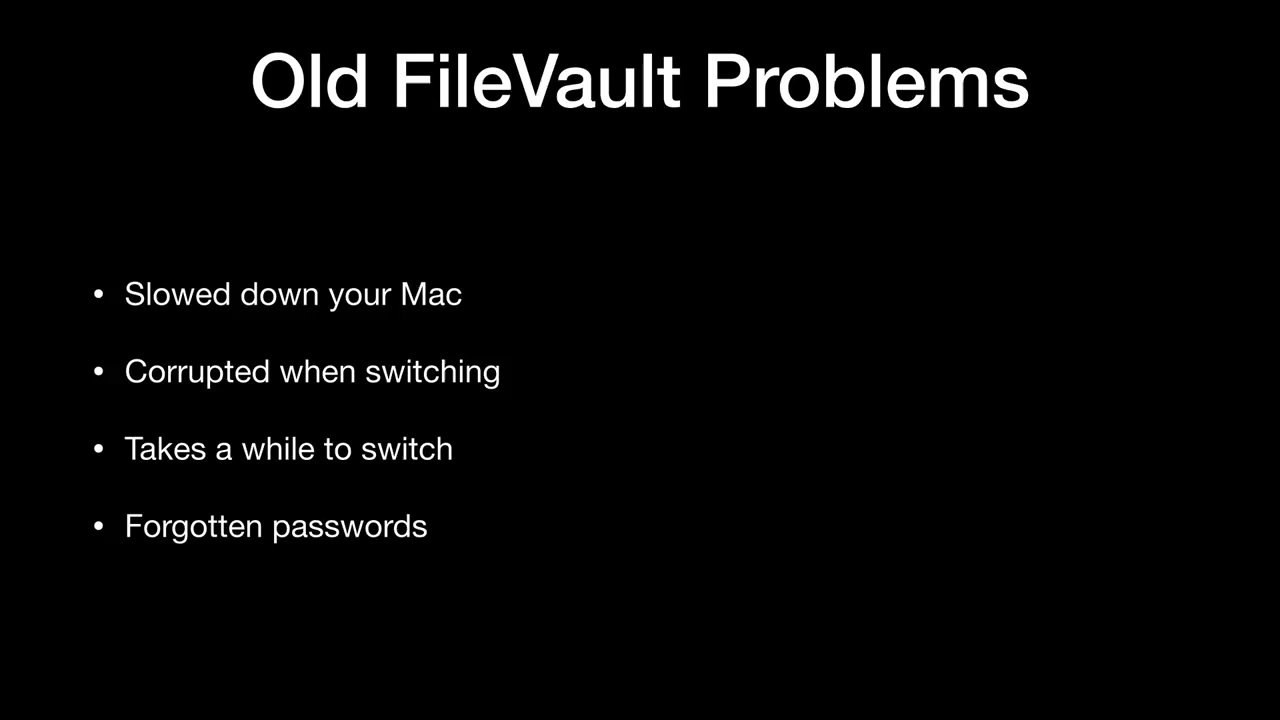 Old FileVault Problems
• Slowed down your Mac
• Corrupted when switching
• Takes a while to switch
• Forgotten passwords